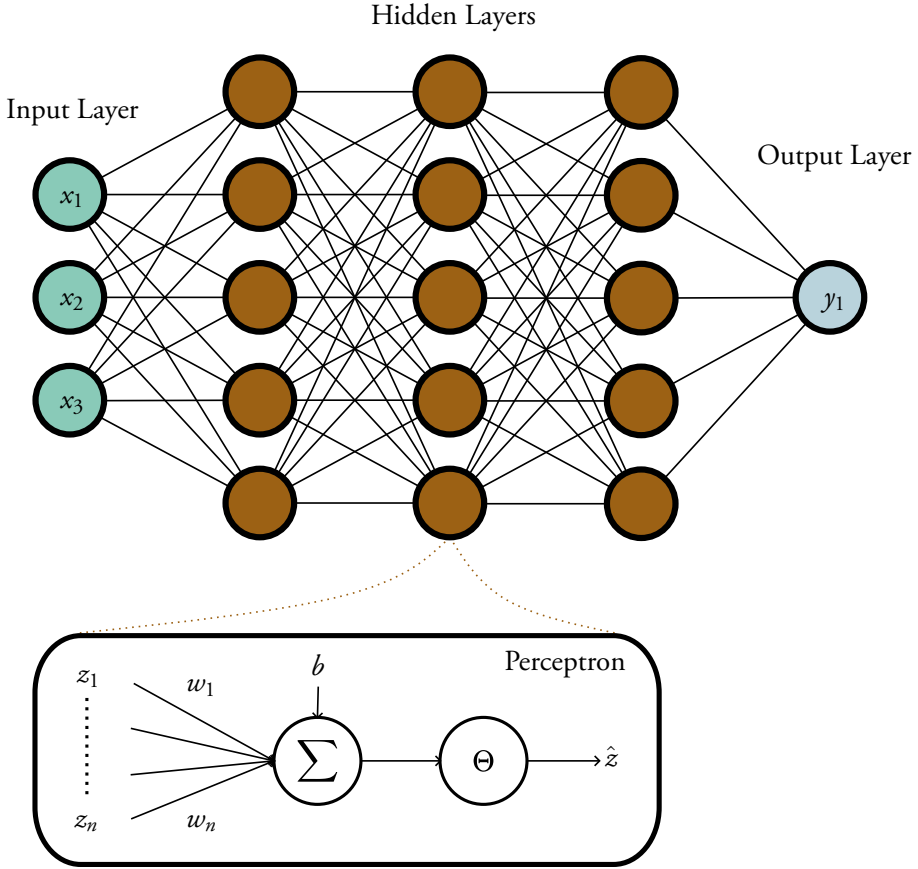 Hidden Layers
Input Layer
Output Layer
x₁
x₂
y₁
x₃
Perceptron
b
z₁
w₁
Σ
Θ
ẑ
zₙ
wₙ